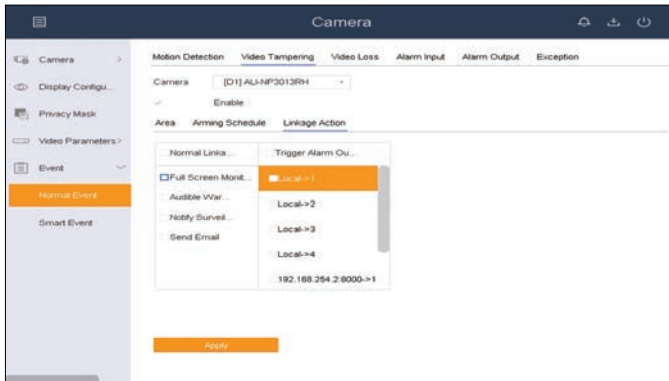 Camera
Camera >
Display Configu...
Privacy Mask
Video Parameters >
Event
Normal Event
Smart Event
Motion Detection Video Tampering Video Loss Alarm Input Alarm Output Exception
Camera [D1] ALI-NP3013RH
Enable
Area Arming Schedule Linkage Action
Normal Linka... Trigger Alarm Ou...
Full Screen Monit... Local->1
Audible War... Local->2
Notify Surveil... Local->3
Send Email Local->4
192.168.254.2:8000->1
Apply